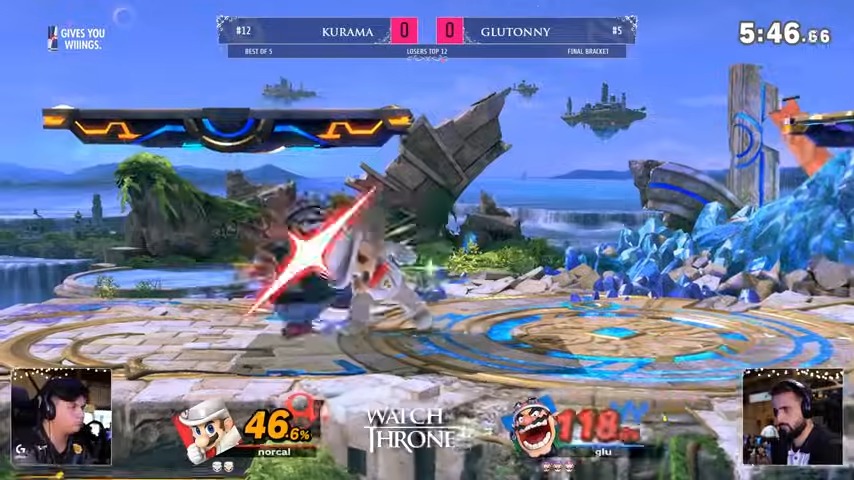 GIVES YOU
WIIINGS.
#12 KURAMA 0 0 GLUTONNY #5
BEST OF 5 LOSERS TOP 12 FINAL BRACKET
5:46.66
WATCH
THE
THRONE
46.6%
norcal
118
glu